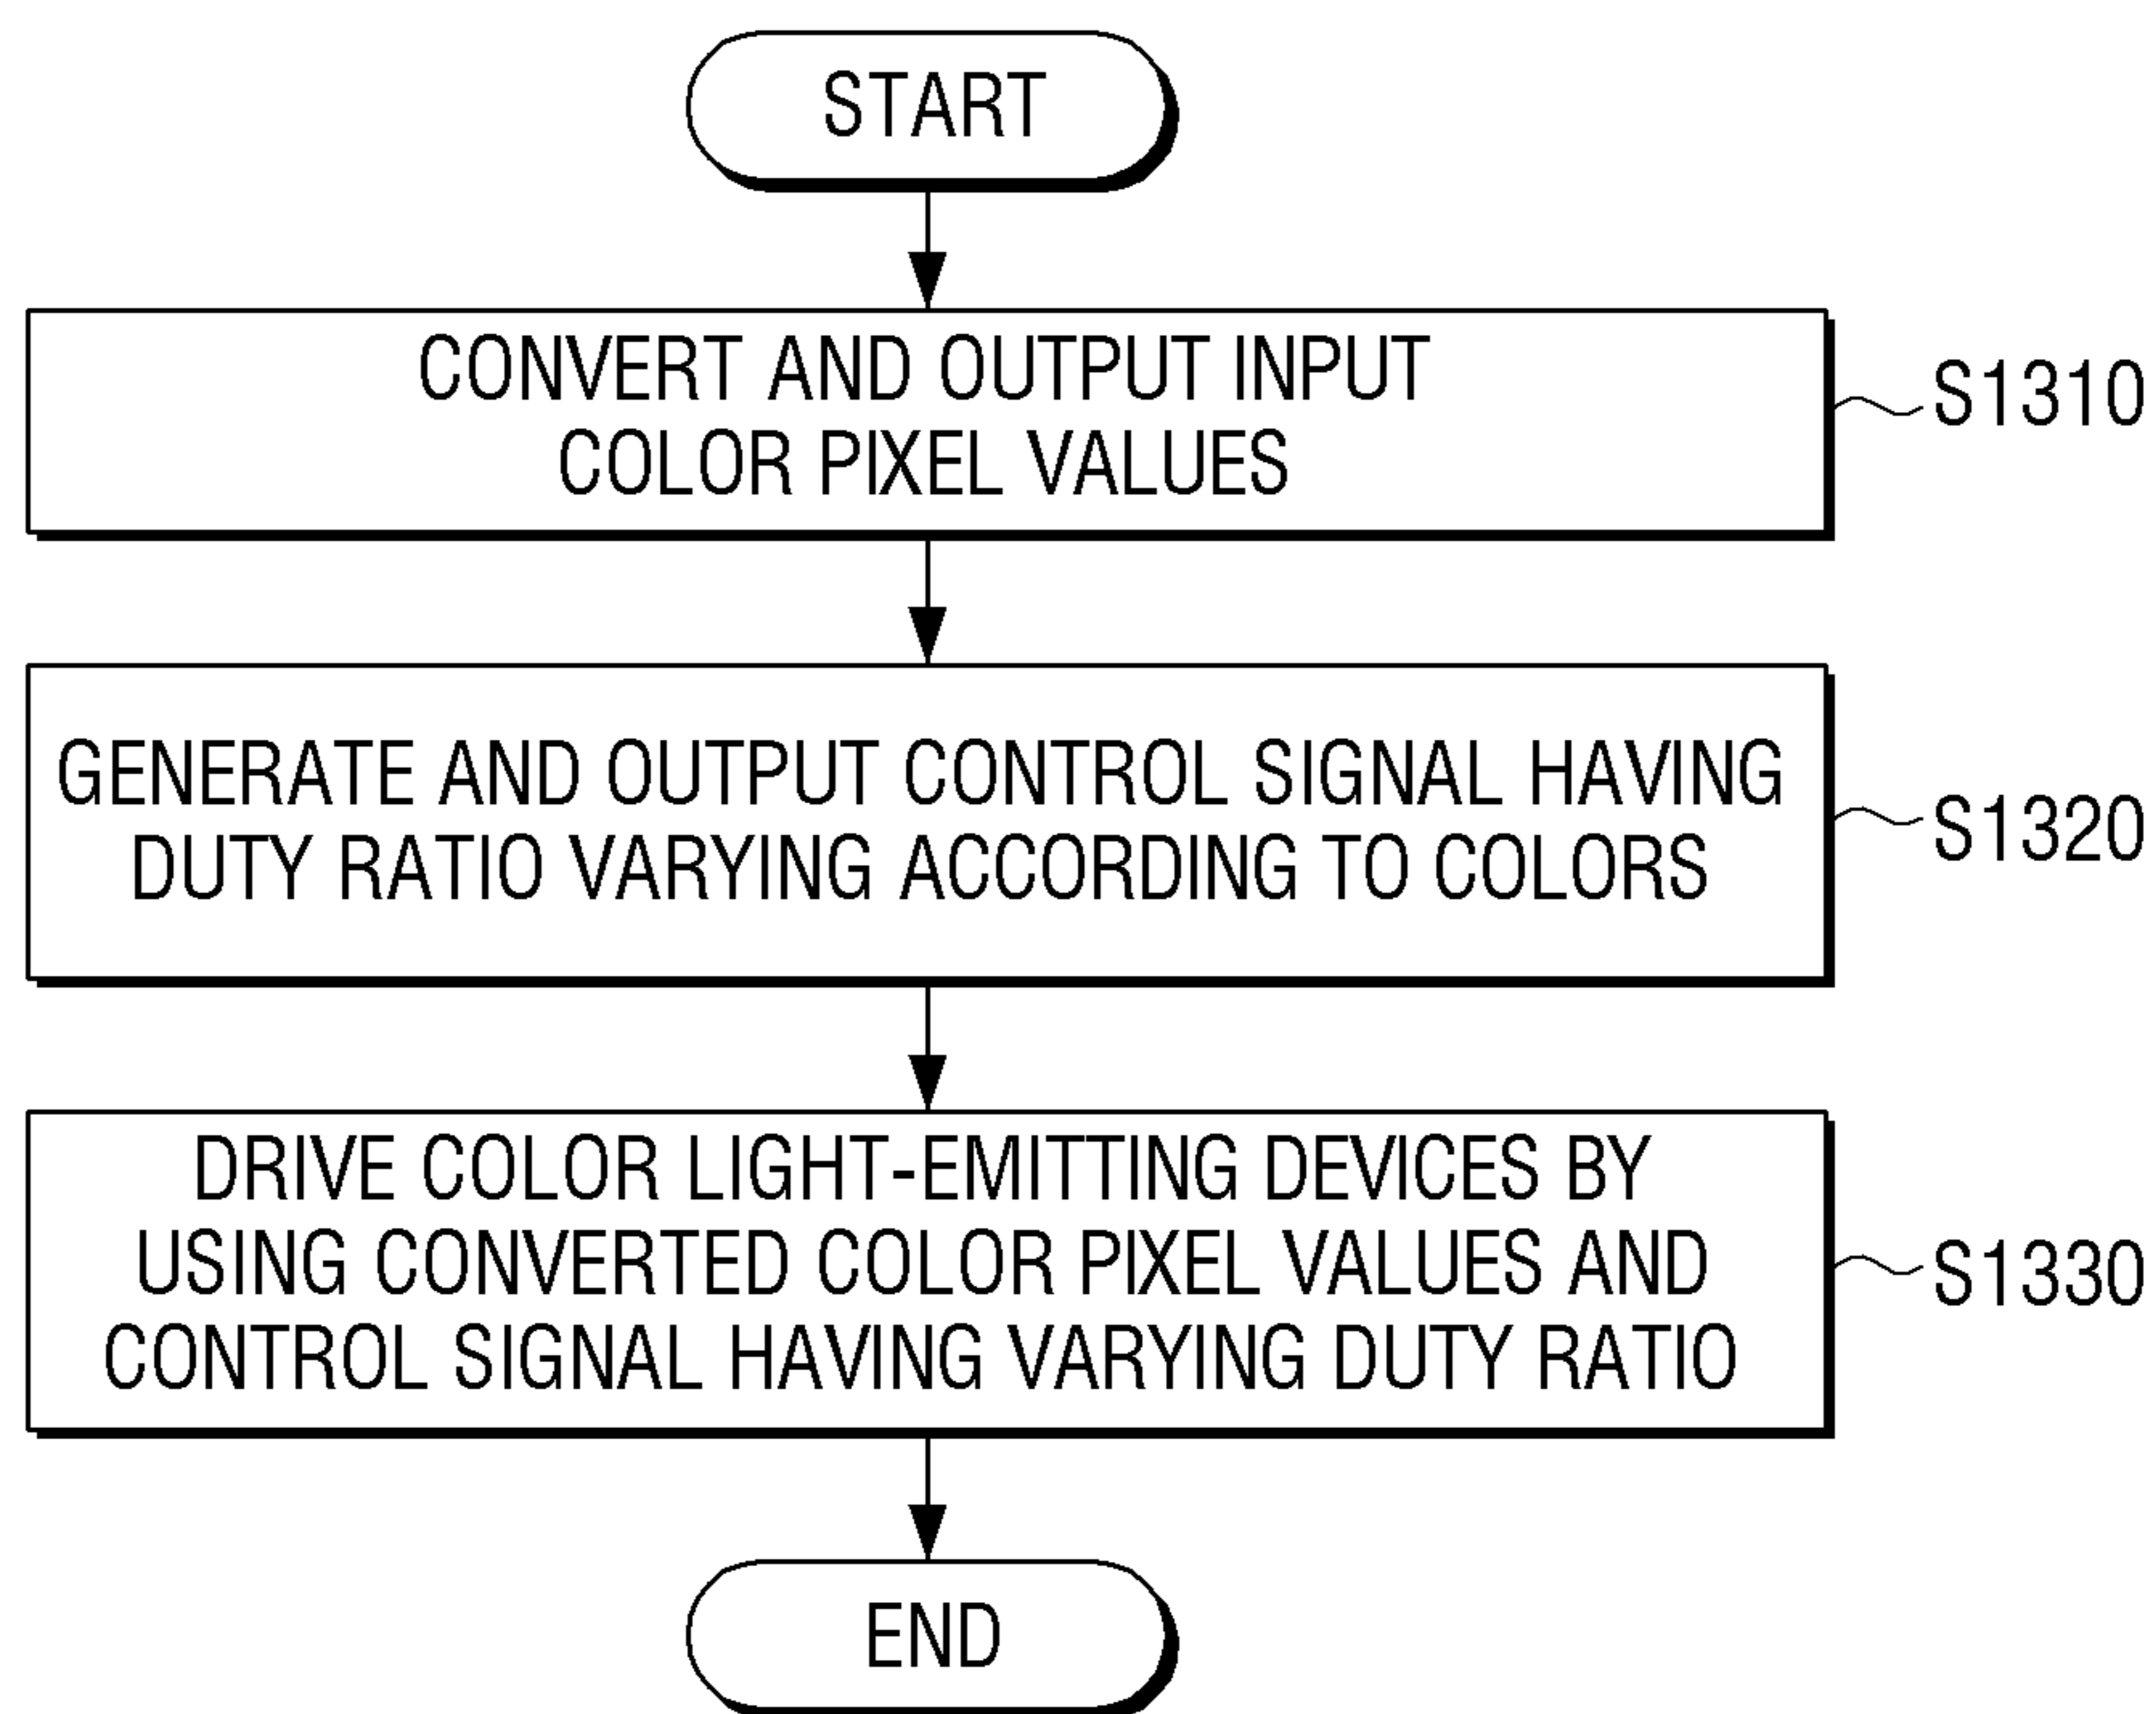 START
CONVERT AND OUTPUT INPUT
COLOR PIXEL VALUES
S1310
GENERATE AND OUTPUT CONTROL SIGNAL HAVING
DUTY RATIO VARYING ACCORDING TO COLORS
S1320
DRIVE COLOR LIGHT-EMITTING DEVICES BY
USING CONVERTED COLOR PIXEL VALUES AND
CONTROL SIGNAL HAVING VARYING DUTY RATIO
S1330
END